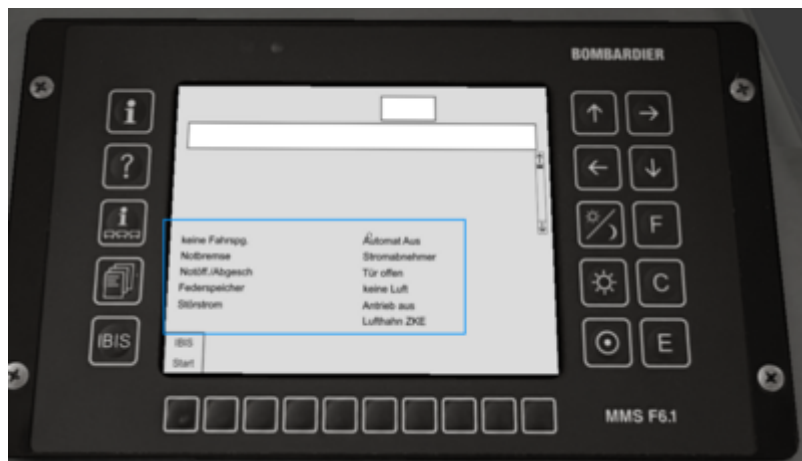 BOMBARDIER
keine Fahrspg.
Notbremse
Notöff./Abgesch
Federspeicher
Störstrom
Automat Aus
Stromabnehmer
Tür offen
keine Luft
Antrieb aus
Lufthahn ZKE
IBIS
Start
i
?
i
IBIS
F
C
E
MMS F6.1